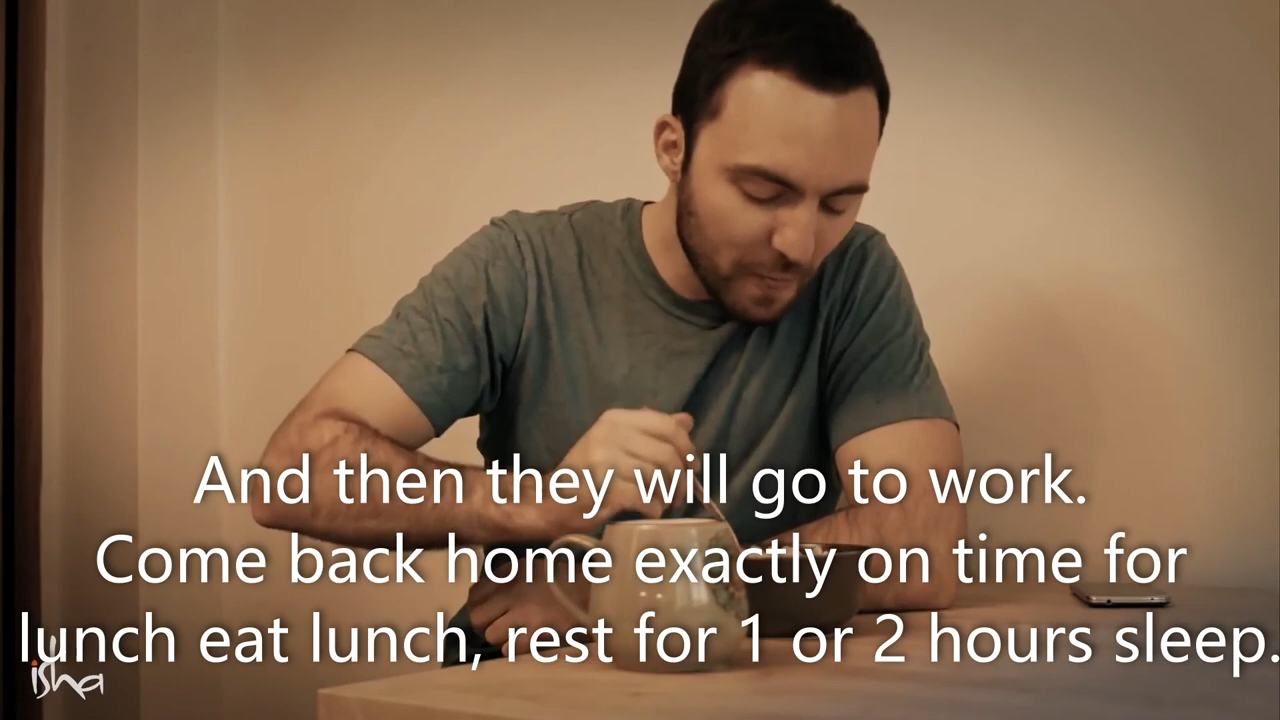 And then they will go to work.
Come back home exactly on time for
lunch eat lunch, rest for 1 or 2 hours sleep.
isha